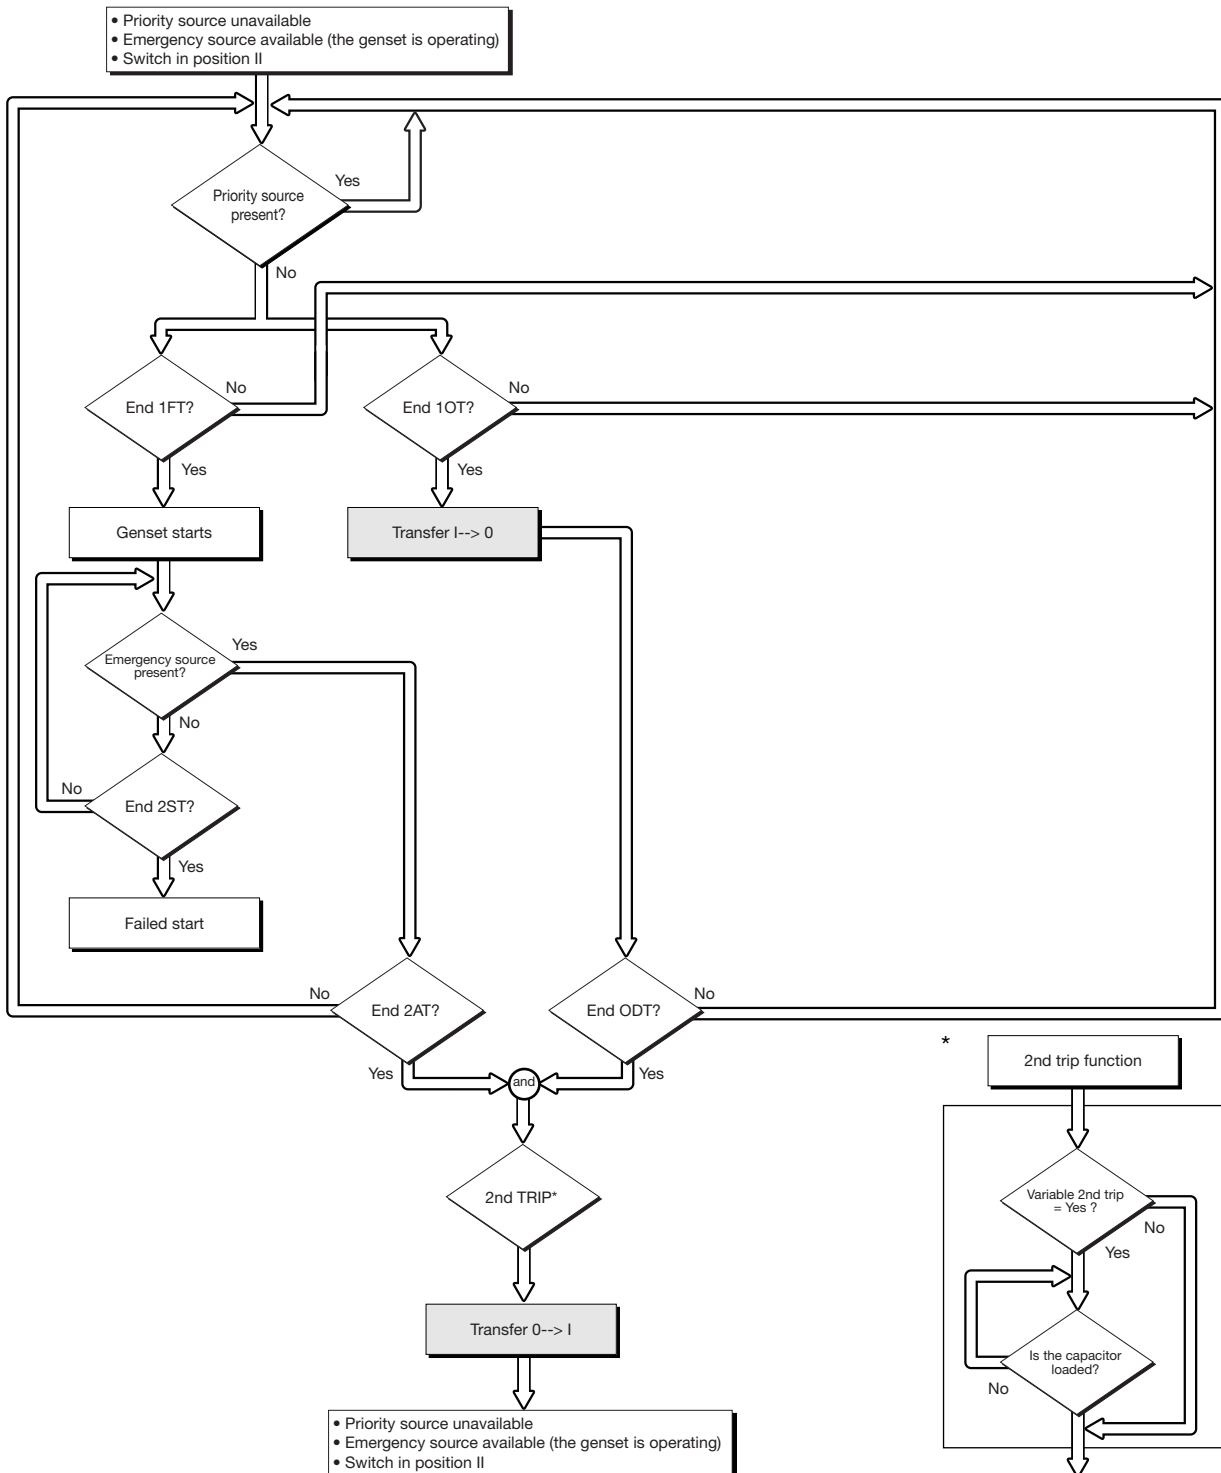 • Priority source unavailable
• Emergency source available (the genset is operating)
• Switch in position II
Priority source
present?
Yes
No
End 1FT?
No
Yes
End 1OT?
No
Yes
Genset starts
Transfer I--> 0
Emergency source
present?
Yes
No
End 2ST?
No
Yes
Failed start
End 2AT?
No
Yes
End ODT?
No
Yes
and
2nd TRIP*
Transfer 0--> I
• Priority source unavailable
• Emergency source available (the genset is operating)
• Switch in position II
*
2nd trip function
Variable 2nd trip
= Yes ?
No
Yes
Is the capacitor
loaded?
No